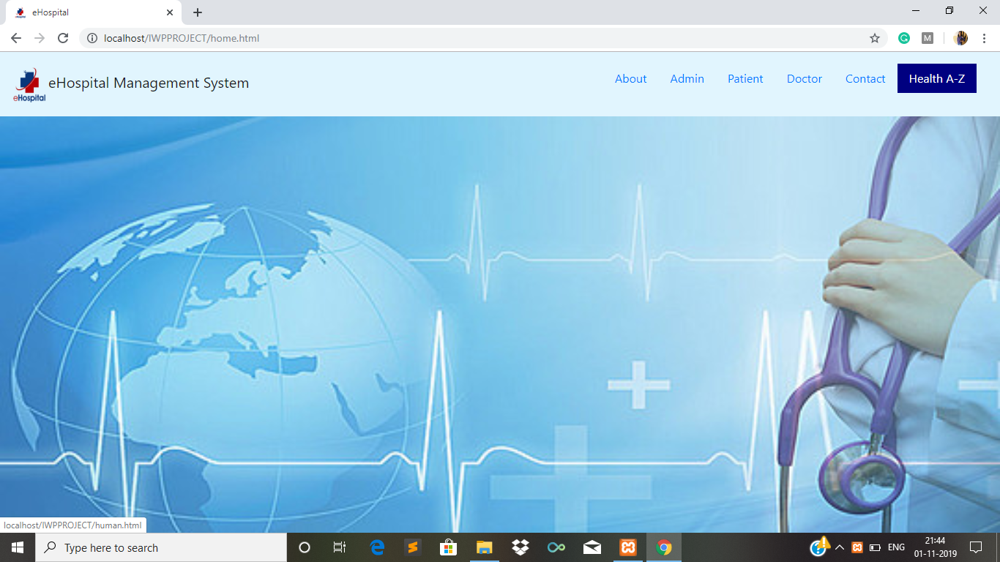 eHospital
localhost/IWPPROJECT/home.html
M
eHospital
eHospital Management System
About Admin Patient Doctor Contact Health A-Z
localhost/IWPPROJECT/human.html
Type here to search
ENG
21:44
01-11-2019